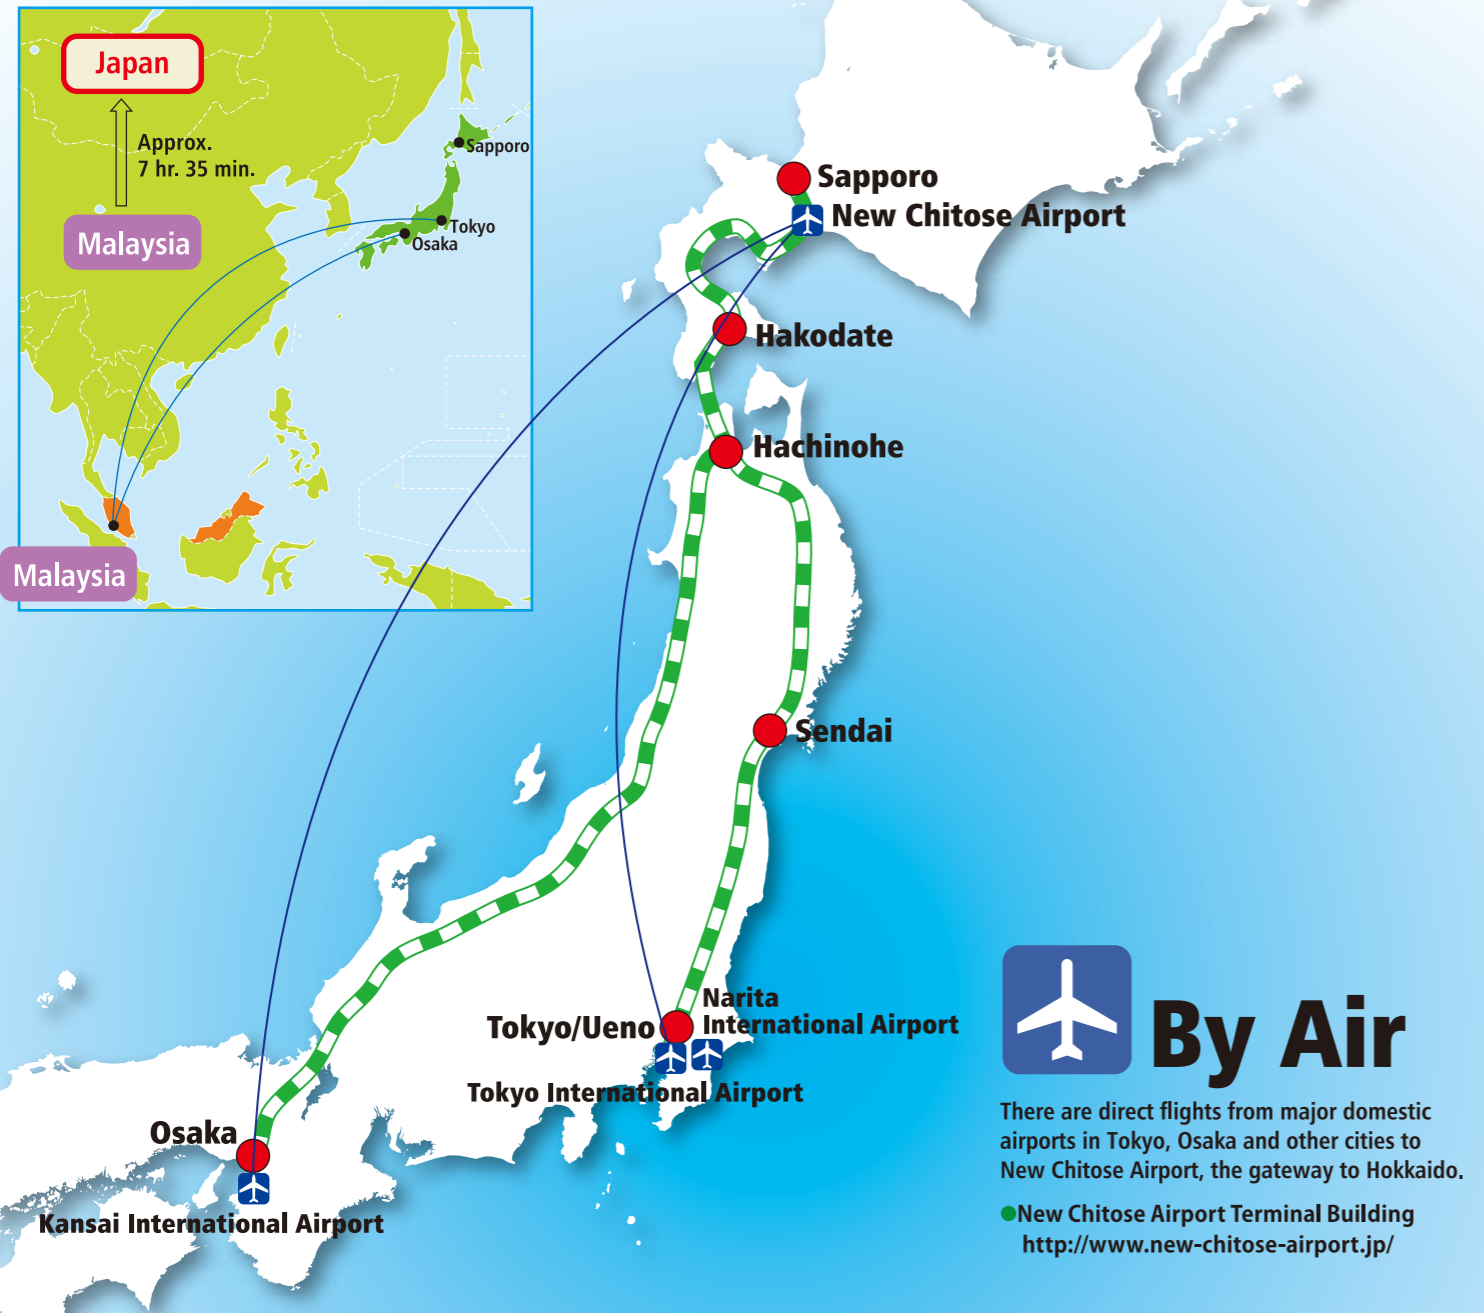 Japan
Approx.
7 hr. 35 min.
Malaysia
Sapporo
Tokyo
Osaka
Malaysia
Sapporo
New Chitose Airport
Hakodate
Hachinohe
Sendai
Narita
International Airport
Tokyo/Ueno
Tokyo International Airport
Osaka
Kansai International Airport
By Air
There are direct flights from major domestic
airports in Tokyo, Osaka and other cities to
New Chitose Airport, the gateway to Hokkaido.
●New Chitose Airport Terminal Building
http://www.new-chitose-airport.jp/